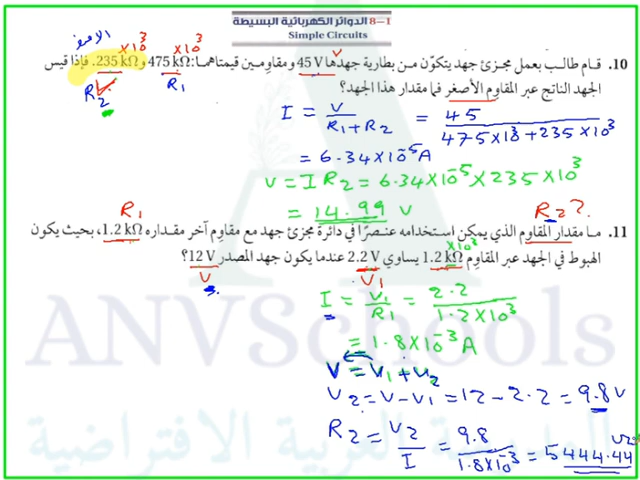 8-1 الدوائر الكهربائية البسيطة
Simple Circuits
الاصغر
×10³ ×10³
10. قام طالب بعمل مجزئ جهد يتكوّن من بطارية جهدها 45 V ومقاومين قيمتاهما: 475 kΩ و 235 kΩ. فإذا قيس
الجهد الناتج عبر المقاوم الأصغر فما مقدار هذا الجهد؟
R₂ R₁
I = V / (R₁ + R₂) = 45 / (475×10³ + 235×10³)
= 6.34×10⁻⁵ A
V = I R₂ = 6.34×10⁻⁵ × 235×10³
= 14.99 V
R₁ R₂?
11. ما مقدار المقاوم الذي يمكن استخدامه عنصرًا في دائرة مجزئ جهد مع مقاوم آخر مقداره 1.2 kΩ، بحيث يكون
×10³
الهبوط في الجهد عبر المقاوم 1.2 kΩ يساوي 2.2 V عندما يكون جهد المصدر 12 V؟
V₁ V
I = V₁ / R₁ = 2.2 / 1.2×10³
= 1.8×10⁻³ A
V = V₁ + V₂
V₂ = V − V₁ = 12 − 2.2 = 9.8 V
R₂ = V₂ / I = 9.8 / 1.8×10⁻³ = 5444.44
ANVSchools
المدرسة العربية الافتراضية